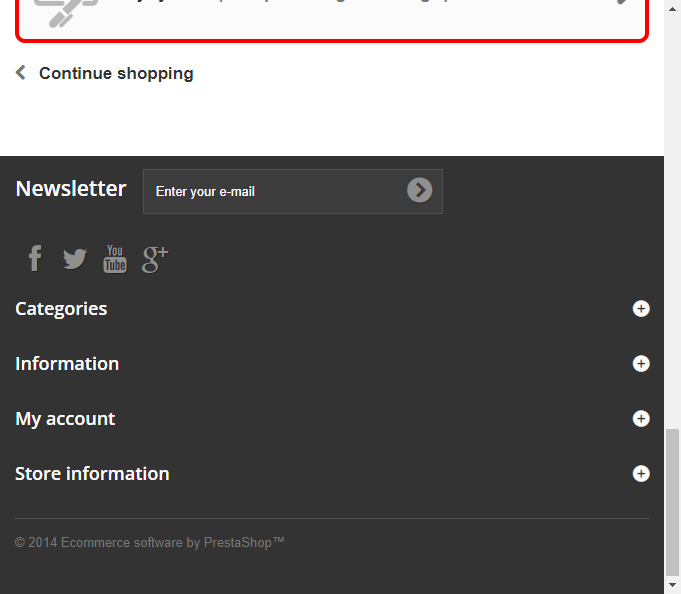 Continue shopping
Newsletter
Enter your e-mail
You
Tube
Categories
Information
My account
Store information
© 2014 Ecommerce software by PrestaShop™